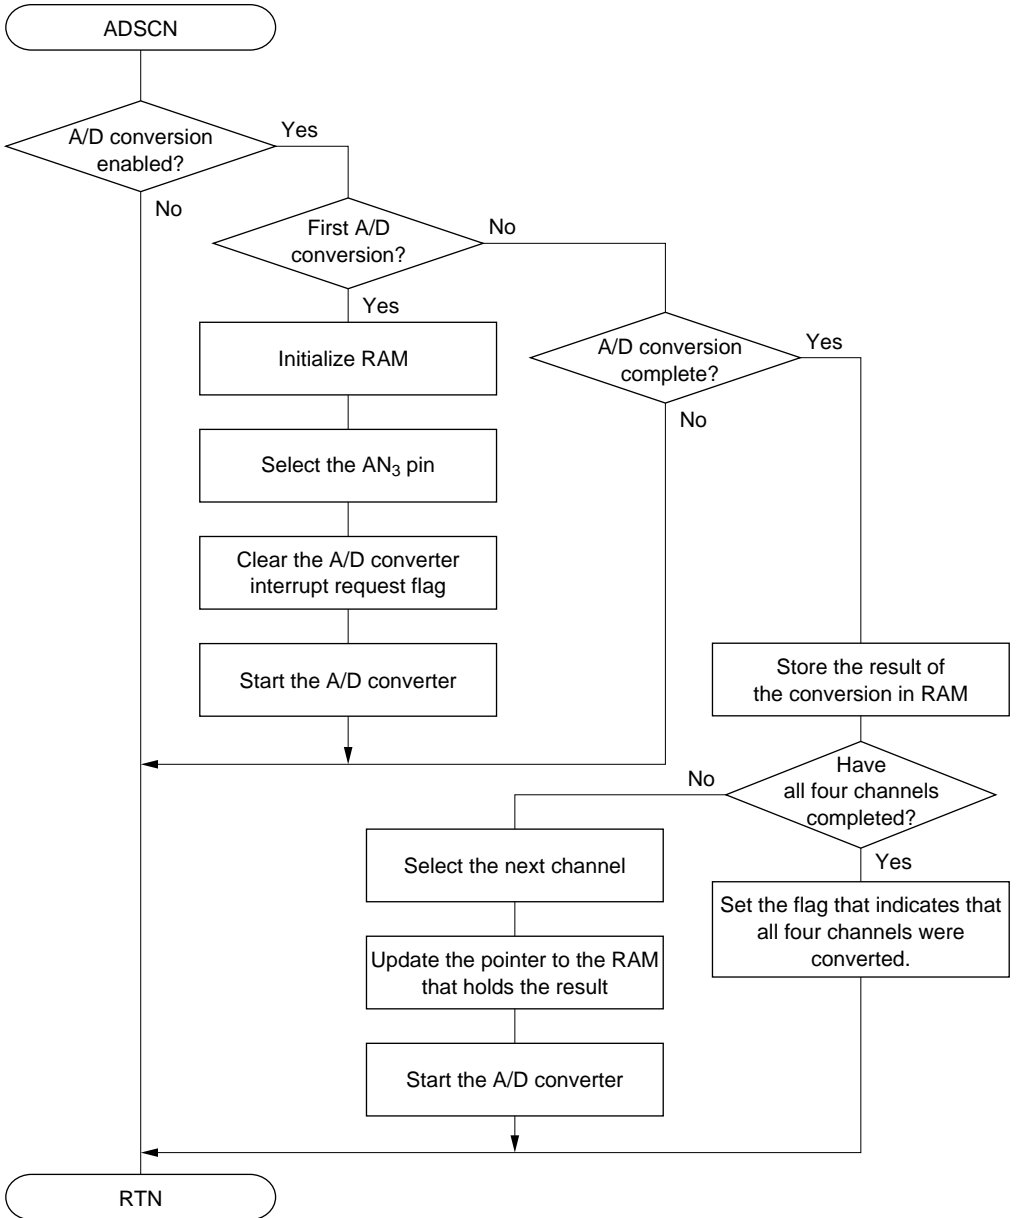 ADSCN
A/D conversion
enabled?
Yes
No
First A/D
conversion?
No
Yes
Initialize RAM
Select the AN₃ pin
Clear the A/D converter
interrupt request flag
Start the A/D converter
A/D conversion
complete?
Yes
No
Store the result of
the conversion in RAM
Have
all four channels
completed?
No
Yes
Select the next channel
Update the pointer to the RAM
that holds the result
Start the A/D converter
Set the flag that indicates that
all four channels were
converted.
RTN